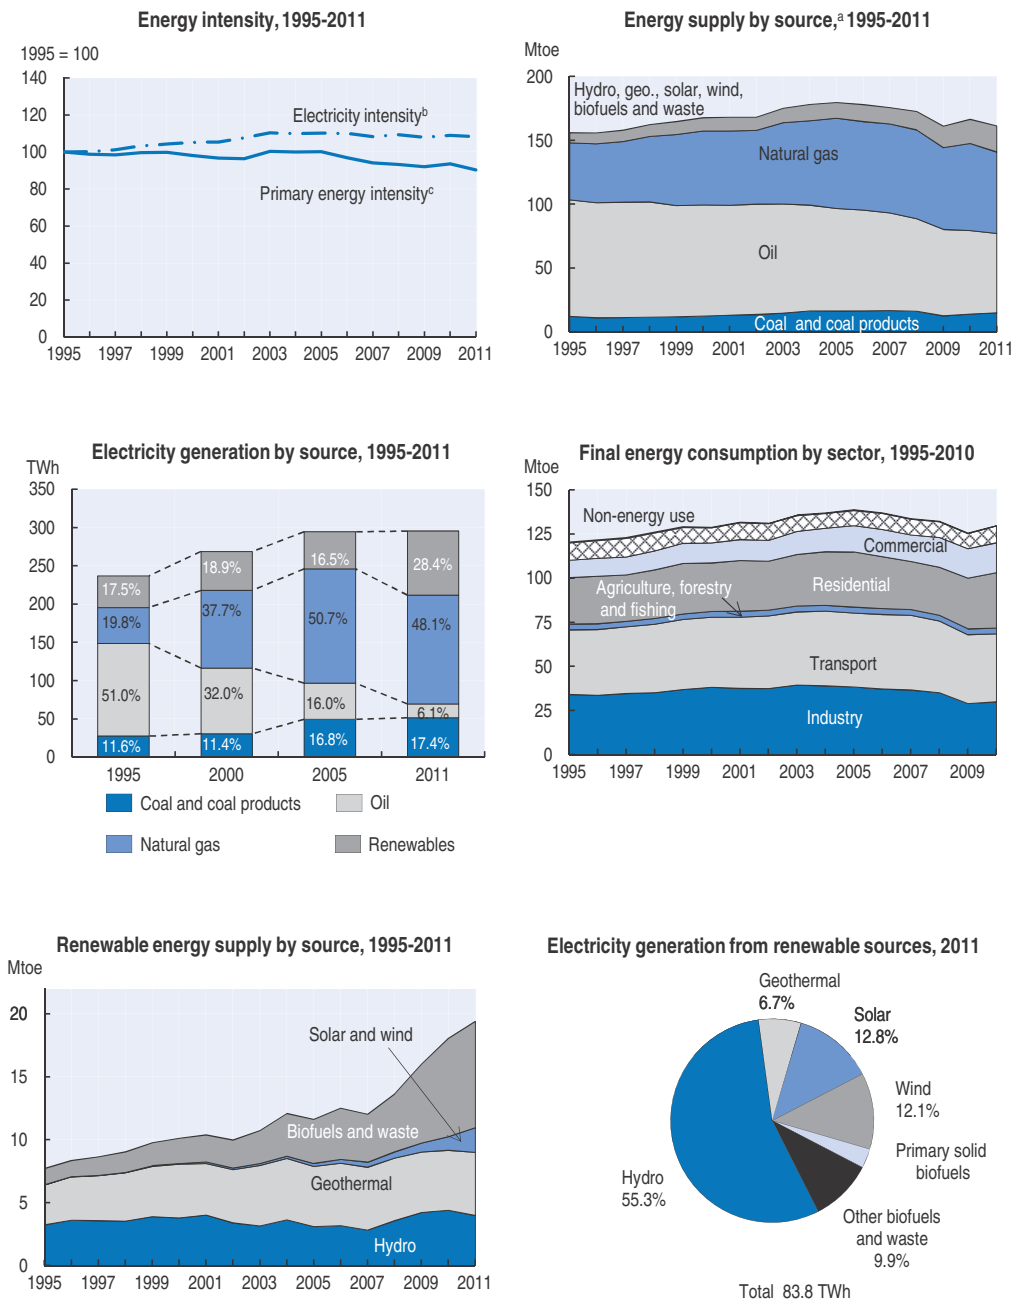 Energy intensity, 1995-2011
1995 = 100
140
120
100
80
60
40
20
0
Electricity intensityᵇ
Primary energy intensityᶜ
1995 1997 1999 2001 2003 2005 2007 2009 2011
Energy supply by source,ᵃ 1995-2011
Mtoe
200
150
100
50
0
Hydro, geo., solar, wind,
biofuels and waste
Natural gas
Oil
Coal and coal products
1995 1997 1999 2001 2003 2005 2007 2009 2011
Electricity generation by source, 1995-2011
TWh
350
300
250
200
150
100
50
0
17.5%
19.8%
51.0%
11.6%
18.9%
37.7%
32.0%
11.4%
16.5%
50.7%
16.0%
16.8%
28.4%
48.1%
6.1%
17.4%
1995 2000 2005 2011
Coal and coal products
Oil
Natural gas
Renewables
Final energy consumption by sector, 1995-2010
Mtoe
150
125
100
75
50
25
0
Non-energy use
Commercial
Agriculture, forestry
and fishing
Residential
Transport
Industry
1995 1997 1999 2001 2003 2005 2007 2009
Renewable energy supply by source, 1995-2011
Mtoe
20
15
10
5
0
Solar and wind
Biofuels and waste
Geothermal
Hydro
1995 1997 1999 2001 2003 2005 2007 2009 2011
Electricity generation from renewable sources, 2011
Geothermal
6.7%
Solar
12.8%
Wind
12.1%
Primary solid
biofuels
Other biofuels
and waste
9.9%
Hydro
55.3%
Total 83.8 TWh